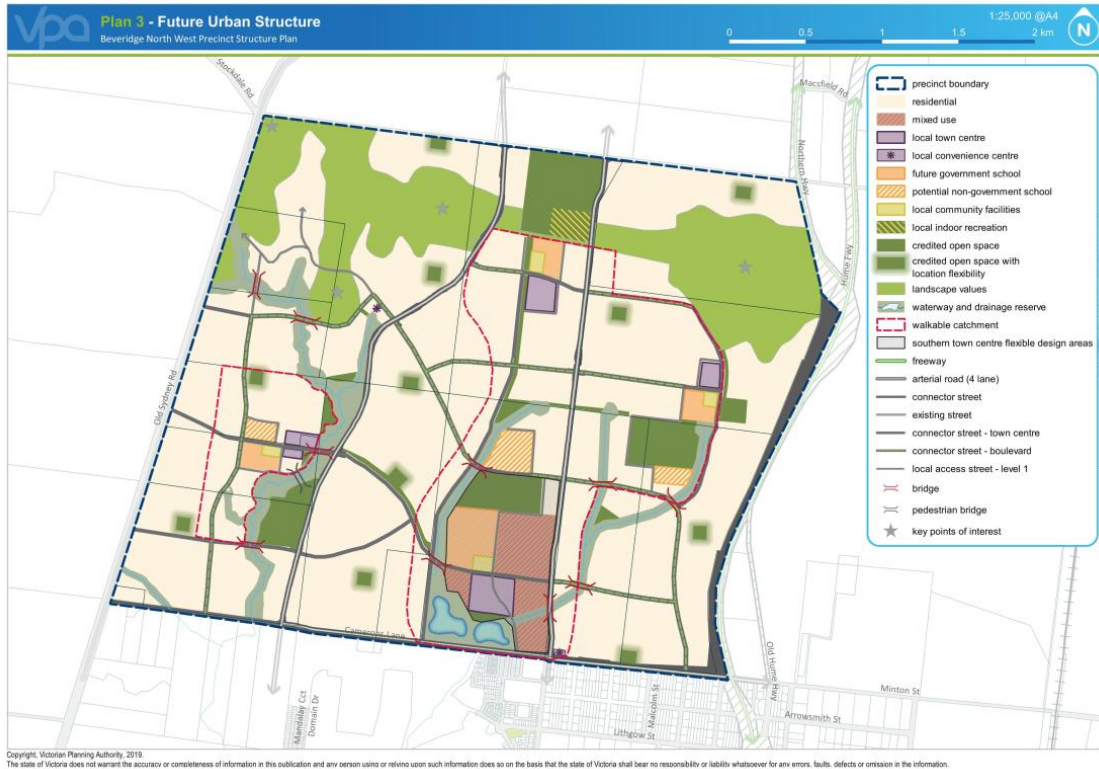 vpa
Plan 3 - Future Urban Structure
Beveridge North West Precinct Structure Plan
1:25,000 @A4
0 0.5 1 1.5 2 km
N
Stockdale Rd
Macsfield Rd
Northern Hwy
Hume Fwy
Old Sydney Rd
Camerons Lane
Mandalay Cct
Domain Dr
Malcolm St
Lithgow St
Old Hume Hwy
Minton St
Arrowsmith St
precinct boundary
residential
mixed use
local town centre
local convenience centre
future government school
potential non-government school
local community facilities
local indoor recreation
credited open space
credited open space with
location flexibility
landscape values
waterway and drainage reserve
walkable catchment
southern town centre flexible design areas
freeway
arterial road (4 lane)
connector street
existing street
connector street - town centre
connector street - boulevard
local access street - level 1
bridge
pedestrian bridge
key points of interest
Copyright, Victorian Planning Authority, 2019.
The state of Victoria does not warrant the accuracy or completeness of information in this publication and any person using or relying upon such information does so on the basis that the state of Victoria shall bear no responsibility or liability whatsoever for any errors, faults, defects or omission in the information.